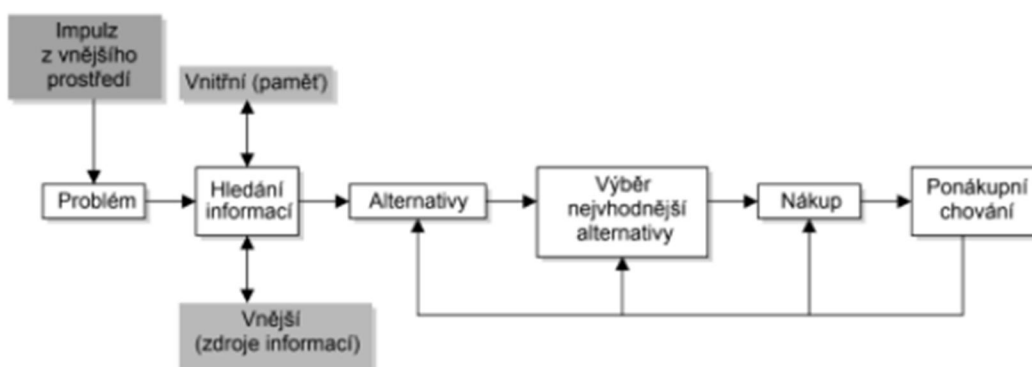 Impulz
z vnějšího
prostředí
Vnitřní (paměť)
Problém
Hledání
informací
Alternativy
Výběr
nejvhodnější
alternativy
Nákup
Ponákupní
chování
Vnější
(zdroje informací)